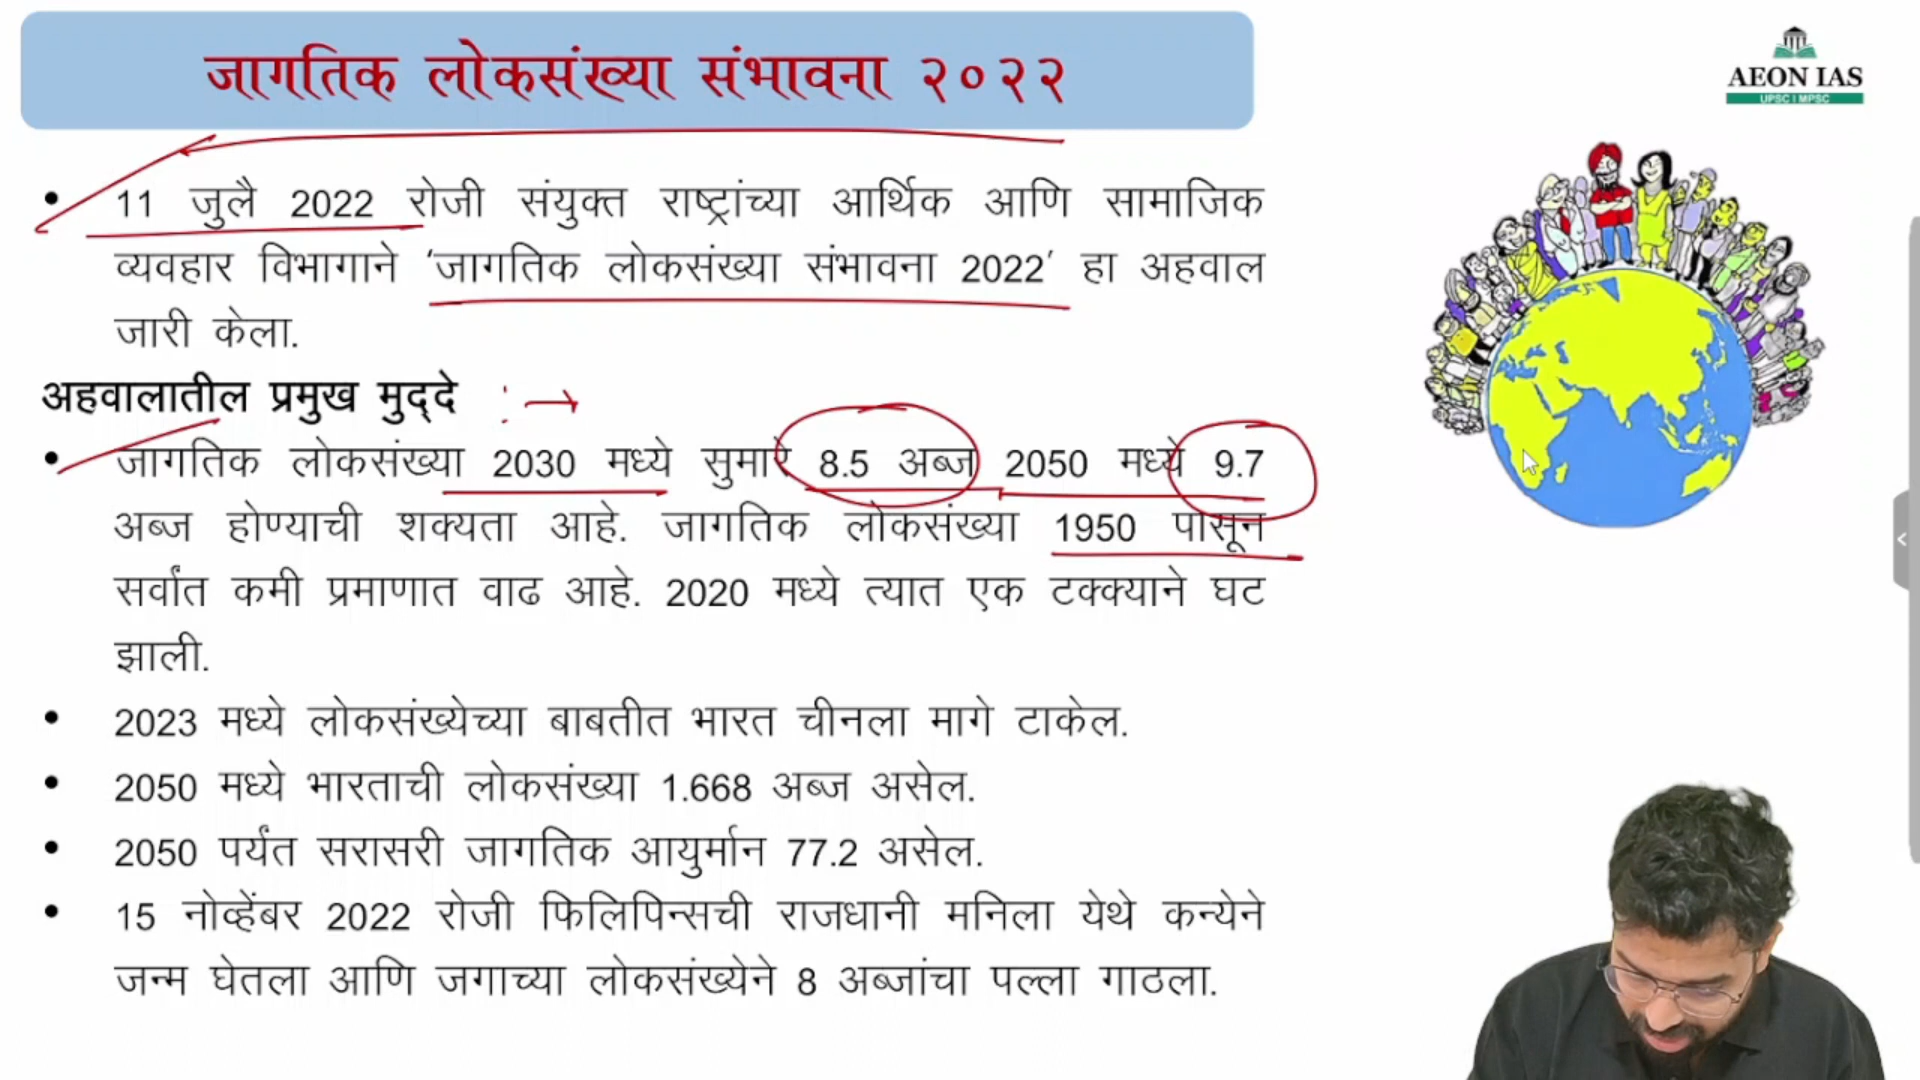 जागतिक लोकसंख्या संभावना २०२२
AEON IAS
UPSC | MPSC
• 11 जुलै 2022 रोजी संयुक्त राष्ट्रांच्या आर्थिक आणि सामाजिक
व्यवहार विभागाने ‘जागतिक लोकसंख्या संभावना 2022’ हा अहवाल
जारी केला.
अहवालातील प्रमुख मुद्दे :→
• जागतिक लोकसंख्या 2030 मध्ये सुमारे 8.5 अब्ज 2050 मध्ये 9.7
अब्ज होण्याची शक्यता आहे. जागतिक लोकसंख्या 1950 पासून
सर्वांत कमी प्रमाणात वाढ आहे. 2020 मध्ये त्यात एक टक्क्याने घट
झाली.
• 2023 मध्ये लोकसंख्येच्या बाबतीत भारत चीनला मागे टाकेल.
• 2050 मध्ये भारताची लोकसंख्या 1.668 अब्ज असेल.
• 2050 पर्यंत सरासरी जागतिक आयुर्मान 77.2 असेल.
• 15 नोव्हेंबर 2022 रोजी फिलिपिन्सची राजधानी मनिला येथे कन्येने
जन्म घेतला आणि जगाच्या लोकसंख्येने 8 अब्जांचा पल्ला गाठला.